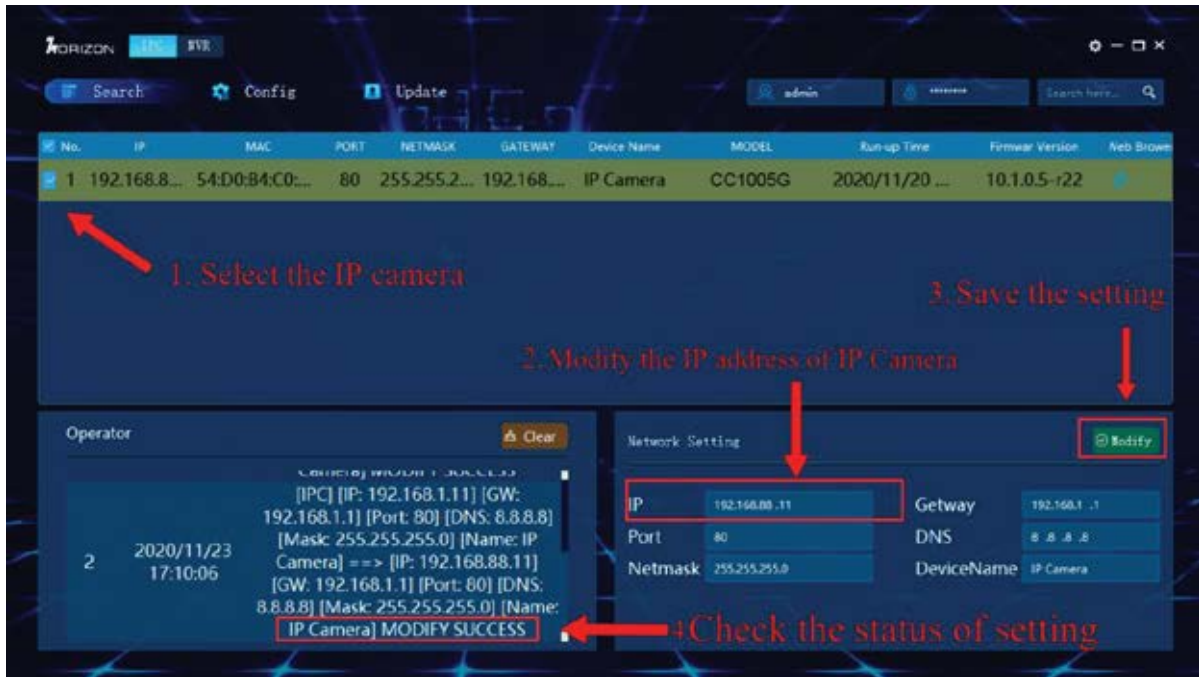 HORIZON IPC NVR
Search Config Update admin ******** Search here...
No. IP MAC PORT NETMASK GATEWAY Device Name MODEL Run-up Time Firmwar Version Web Brown
1 192.168.8... 54:D0:B4:C0:... 80 255.255.2... 192.168.... IP Camera CC1005G 2020/11/20 ... 10.1.0.5-r22
1. Select the IP camera
3. Save the setting
2. Modify the IP address of IP Camera
Operator Clear
Camera] MODIFY SUCCESS
[IPC] [IP: 192.168.1.11] [GW:
192.168.1.1] [Port: 80] [DNS: 8.8.8.8]
[Mask: 255.255.255.0] [Name: IP
Camera] ==> [IP: 192.168.88.11]
[GW: 192.168.1.1] [Port: 80] [DNS:
8.8.8.8] [Mask: 255.255.255.0] [Name:
IP Camera] MODIFY SUCCESS
2 2020/11/23
17:10:06
Network Setting Modify
IP 192.168.88 .11 Getway 192.168.1 .1
Port 80 DNS 8 .8 .8 .8
Netmask 255.255.255.0 DeviceName IP Camera
4Check the status of setting